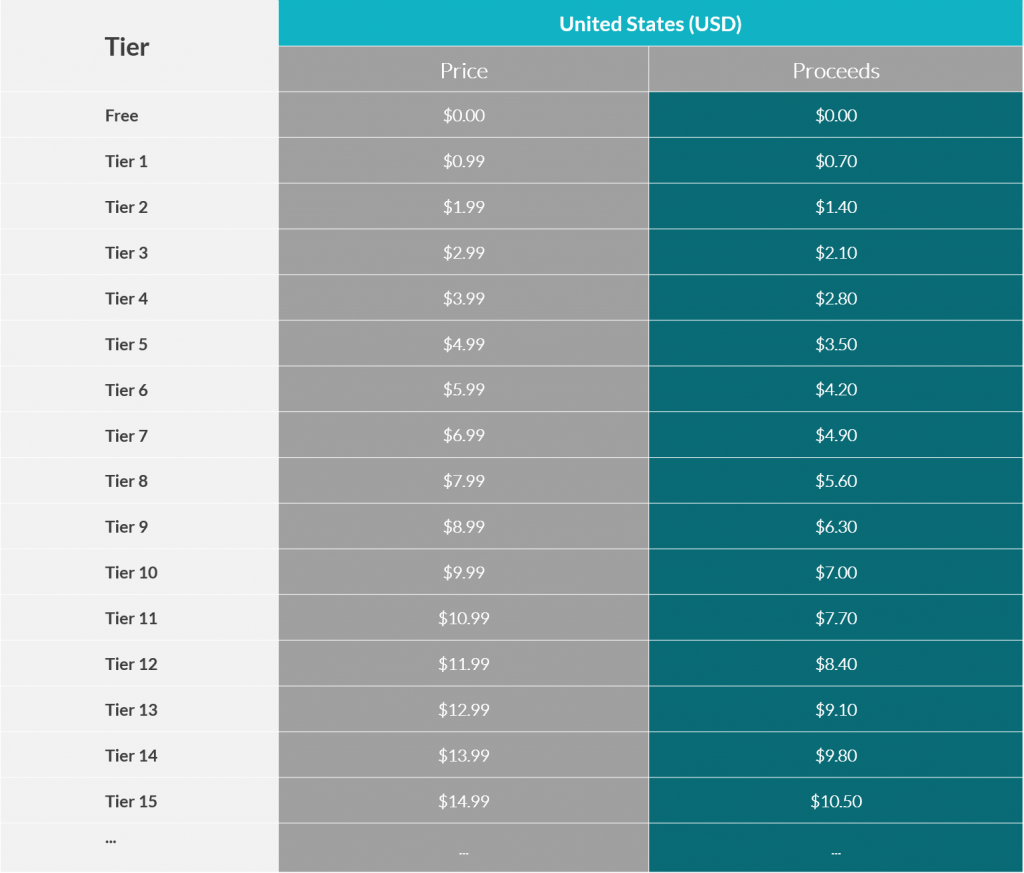 Tier
United States (USD)
Price Proceeds
Free $0.00 $0.00
Tier 1 $0.99 $0.70
Tier 2 $1.99 $1.40
Tier 3 $2.99 $2.10
Tier 4 $3.99 $2.80
Tier 5 $4.99 $3.50
Tier 6 $5.99 $4.20
Tier 7 $6.99 $4.90
Tier 8 $7.99 $5.60
Tier 9 $8.99 $6.30
Tier 10 $9.99 $7.00
Tier 11 $10.99 $7.70
Tier 12 $11.99 $8.40
Tier 13 $12.99 $9.10
Tier 14 $13.99 $9.80
Tier 15 $14.99 $10.50
... ... ...